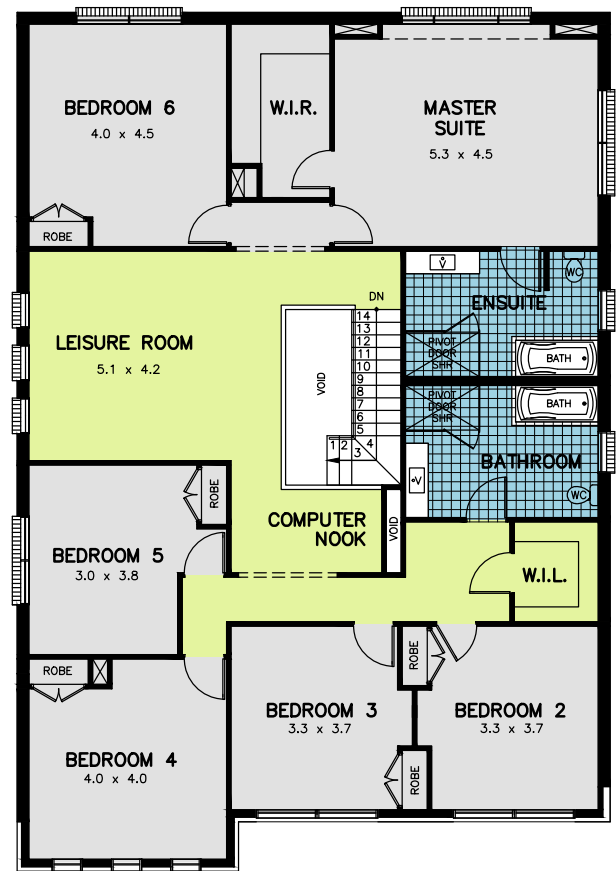 BEDROOM 6
4.0 x 4.5
ROBE
W.I.R.
MASTER
SUITE
5.3 x 4.5
V
WC
ENSUITE
PIVOT
DOOR
SHR
BATH
LEISURE ROOM
5.1 x 4.2
DN
14
13
12
11
10
9
8
7
6
5
4
3
2
1
VOID
PIVOT
DOOR
SHR
BATH
V
BATHROOM
WC
ROBE
COMPUTER
NOOK
VOID
BEDROOM 5
3.0 x 3.8
W.I.L.
ROBE
BEDROOM 4
4.0 x 4.0
BEDROOM 3
3.3 x 3.7
ROBE
ROBE
BEDROOM 2
3.3 x 3.7